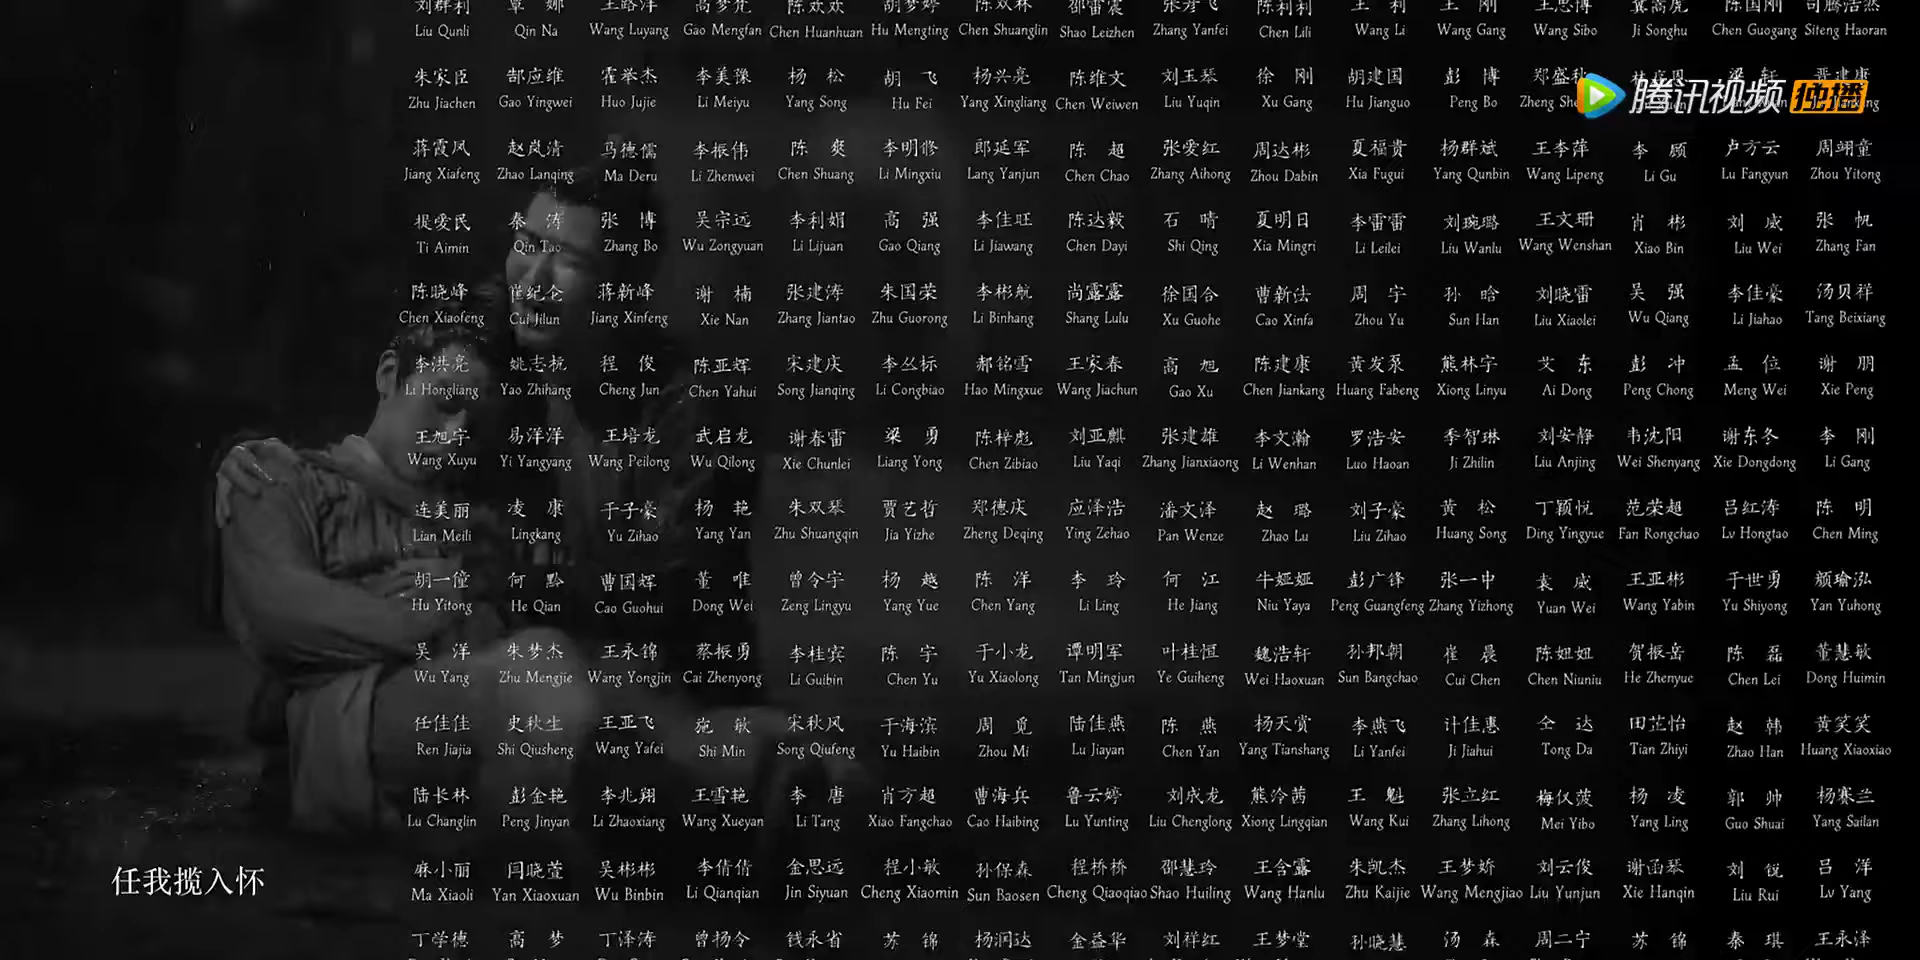 刘群利 覃 娜 王路洋 高梦梵 陈欢欢 胡梦婷 陈双林 邵雷震 张彦飞 陈利利 王 利 王 刚 王思博 冀嵩虎 陈国刚 司腾浩然
Liu Qunli Qin Na Wang Luyang Gao Mengfan Chen Huanhuan Hu Mengting Chen Shuanglin Shao Leizhen Zhang Yanfei Chen Lili Wang Li Wang Gang Wang Sibo Ji Songhu Chen Guogang Siteng Haoran
朱家臣 郜应维 霍举杰 李美豫 杨 松 胡 飞 杨兴亮 陈维文 刘玉琴 徐 刚 胡建国 彭 博 郑盛 梁 轩 晋建康
Zhu Jiachen Gao Yingwei Huo Jujie Li Meiyu Yang Song Hu Fei Yang Xingliang Chen Weiwen Liu Yuqin Xu Gang Hu Jianguo Peng Bo Zheng
腾讯视频 独播
蒋霞凤 赵岚清 马德儒 李振伟 陈 爽 李明修 郎延军 陈 超 张爱红 周达彬 夏福贵 杨群斌 王李萍 李 顾 卢方云 周翊童
Jiang Xiafeng Zhao Lanqing Ma Deru Li Zhenwei Chen Shuang Li Mingxiu Lang Yanjun Chen Chao Zhang Aihong Zhou Dabin Xia Fugui Yang Qunbin Wang Lipeng Li Gu Lu Fangyun Zhou Yitong
提爱民 秦 涛 张 博 吴宗远 李利娟 高 强 李佳旺 陈达毅 石 晴 夏明日 李雷雷 刘琬璐 王文珊 肖 彬 刘 威 张 帆
Ti Aimin Qin Tao Zhang Bo Wu Zongyuan Li Lijuan Gao Qiang Li Jiawang Chen Dayi Shi Qing Xia Mingri Li Leilei Liu Wanlu Wang Wenshan Xiao Bin Liu Wei Zhang Fan
陈晓峰 崔纪仑 蒋新峰 谢 楠 张建涛 朱国荣 李彬航 尚露露 徐国合 曹新法 周 宇 孙 晗 刘晓雷 吴 强 李佳豪 汤贝祥
Chen Xiaofeng Cui Jilun Jiang Xinfeng Xie Nan Zhang Jiantao Zhu Guorong Li Binhang Shang Lulu Xu Guohe Cao Xinfa Zhou Yu Sun Han Liu Xiaolei Wu Qiang Li Jiahao Tang Beixiang
李洪亮 姚志杭 程 俊 陈亚辉 宋建庆 李丛标 郝铭雪 王家春 高 旭 陈建康 黄发泵 熊林宇 艾 东 彭 冲 孟 位 谢 朋
Li Hongliang Yao Zhihang Cheng Jun Chen Yahui Song Jianqing Li Congbiao Hao Mingxue Wang Jiachun Gao Xu Chen Jiankang Huang Fabeng Xiong Linyu Ai Dong Peng Chong Meng Wei Xie Peng
王旭宇 易洋洋 王培龙 武启龙 谢春雷 梁 勇 陈梓彪 刘亚麒 张建雄 李文瀚 罗浩安 季智琳 刘安静 韦沈阳 谢东冬 李 刚
Wang Xuyu Yi Yangyang Wang Peilong Wu Qilong Xie Chunlei Liang Yong Chen Zibiao Liu Yaqi Zhang Jianxiaong Li Wenhan Luo Haoan Ji Zhilin Liu Anjing Wei Shenyang Xie Dongdong Li Gang
连美丽 凌 康 于子豪 杨 艳 朱双琴 贾艺哲 郑德庆 应泽浩 潘文泽 赵 璐 刘子豪 黄 松 丁颖悦 范荣超 吕红涛 陈 明
Lian Meili Lingkang Yu Zihao Yang Yan Zhu Shuangqin Jia Yizhe Zheng Deqing Ying Zehao Pan Wenze Zhao Lu Liu Zihao Huang Song Ding Yingyue Fan Rongchao Lv Hongtao Chen Ming
胡一僮 何 黔 曹国辉 董 唯 曾令宇 杨 越 陈 洋 李 玲 何 江 牛娅娅 彭广锋 张一中 袁 威 王亚彬 于世勇 颜瑜泓
Hu Yitong He Qian Cao Guohui Dong Wei Zeng Lingyu Yang Yue Chen Yang Li Ling He Jiang Niu Yaya Peng Guangfeng Zhang Yizhong Yuan Wei Wang Yabin Yu Shiyong Yan Yuhong
吴 洋 朱梦杰 王永锦 蔡振勇 李桂宾 陈 宇 于小龙 谭明军 叶桂恒 魏浩轩 孙邦朝 崔 晨 陈妞妞 贺振岳 陈 磊 董慧敏
Wu Yang Zhu Mengjie Wang Yongjin Cai Zhenyong Li Guibin Chen Yu Yu Xiaolong Tan Mingjun Ye Guiheng Wei Haoxuan Sun Bangchao Cui Chen Chen Niuniu He Zhenyue Chen Lei Dong Huimin
任佳佳 史秋生 王亚飞 施 敏 宋秋风 于海滨 周 觅 陆佳燕 陈 燕 杨天赏 李燕飞 计佳惠 仝 达 田芷怡 赵 韩 黄笑笑
Ren Jiajia Shi Qiusheng Wang Yafei Shi Min Song Qiufeng Yu Haibin Zhou Mi Lu Jiayan Chen Yan Yang Tianshang Li Yanfei Ji Jiahui Tong Da Tian Zhiyi Zhao Han Huang Xiaoxiao
陆长林 彭金艳 李兆翔 王雪艳 李 唐 肖方超 曹海兵 鲁云婷 刘成龙 熊泠茜 王 魁 张立红 梅仪菠 杨 凌 郭 帅 杨赛兰
Lu Changlin Peng Jinyan Li Zhaoxiang Wang Xueyan Li Tang Xiao Fangchao Cao Haibing Lu Yunting Liu Chenglong Xiong Lingqian Wang Kui Zhang Lihong Mei Yibo Yang Ling Guo Shuai Yang Sailan
麻小丽 闫晓萱 吴彬彬 李倩倩 金思远 程小敏 孙保森 程桥桥 邵慧玲 王含露 朱凯杰 王梦娇 刘云俊 谢函琴 刘 锐 吕 洋
Ma Xiaoli Yan Xiaoxuan Wu Binbin Li Qianqian Jin Siyuan Cheng Xiaomin Sun Baosen Cheng Qiaoqiao Shao Huiling Wang Hanlu Zhu Kaijie Wang Mengjiao Liu Yunjun Xie Hanqin Liu Rui Lv Yang
任我揽入怀
丁学德 高 梦 丁泽涛 曾扬令 钱永省 苏 锦 杨润达 金益华 刘祥红 王梦堂 孙晓慧 汤 森 周二宁 苏 锦 秦 琪 王永泽